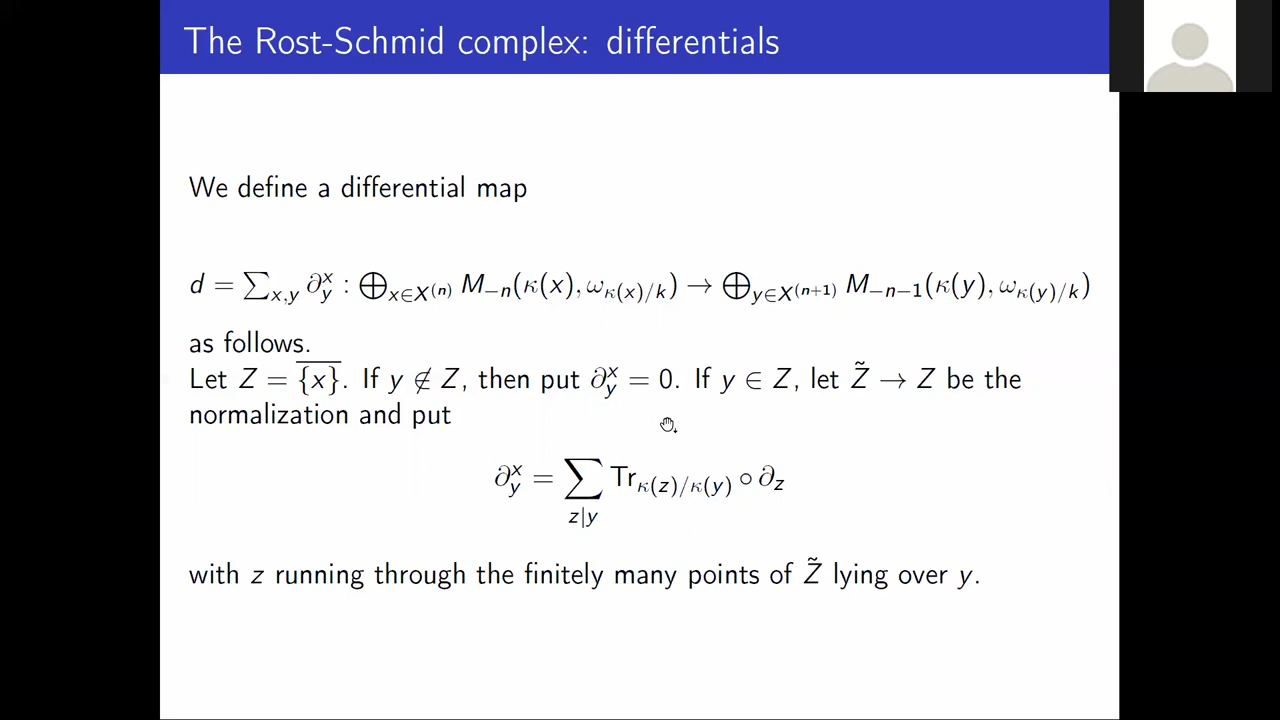 The Rost-Schmid complex: differentials
We define a differential map
d = ∑_{x,y} ∂^x_y : ⨁_{x∈X^{(n)}} M_{−n}(κ(x), ω_{κ(x)/k}) → ⨁_{y∈X^{(n+1)}} M_{−n−1}(κ(y), ω_{κ(y)/k})
as follows.
Let Z = \overline{{x}}. If y ∉ Z, then put ∂^x_y = 0. If y ∈ Z, let Z̃ → Z be the
normalization and put
∂^x_y = ∑_{z|y} Tr_{κ(z)/κ(y)} ∘ ∂_z
with z running through the finitely many points of Z̃ lying over y.